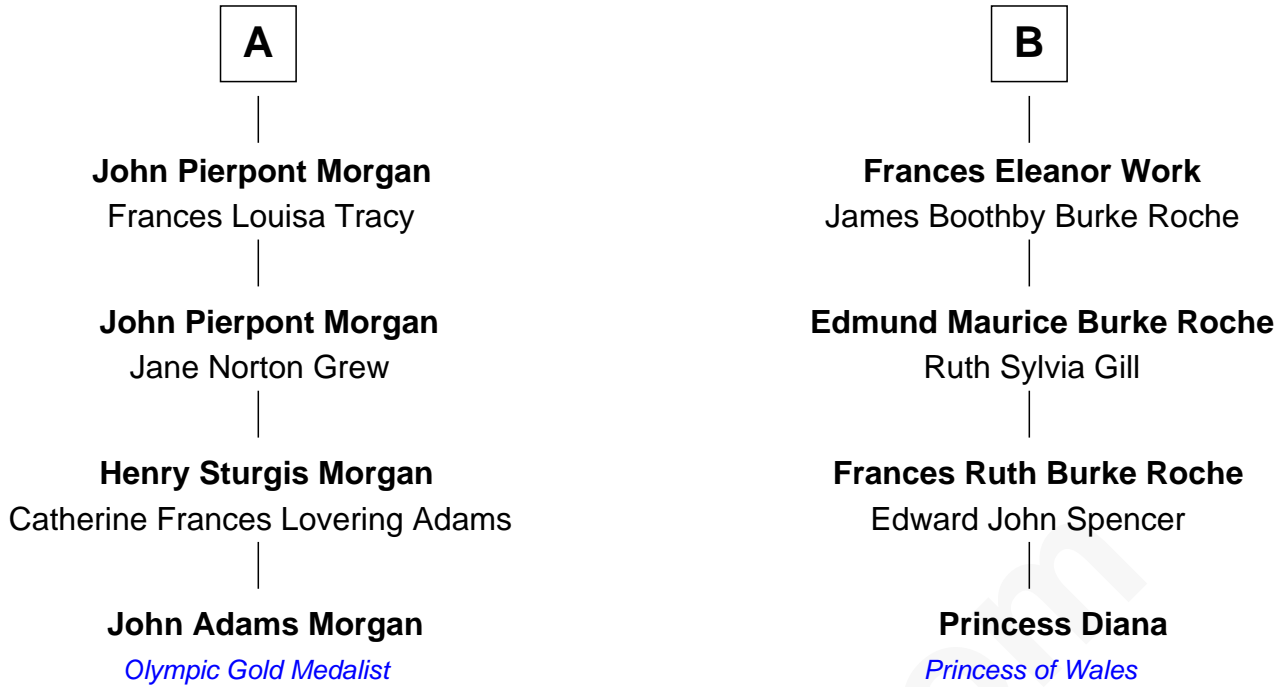 A
John Pierpont Morgan
Frances Louisa Tracy
John Pierpont Morgan
Jane Norton Grew
Henry Sturgis Morgan
Catherine Frances Lovering Adams
John Adams Morgan
Olympic Gold Medalist
B
Frances Eleanor Work
James Boothby Burke Roche
Edmund Maurice Burke Roche
Ruth Sylvia Gill
Frances Ruth Burke Roche
Edward John Spencer
Princess Diana
Princess of Wales